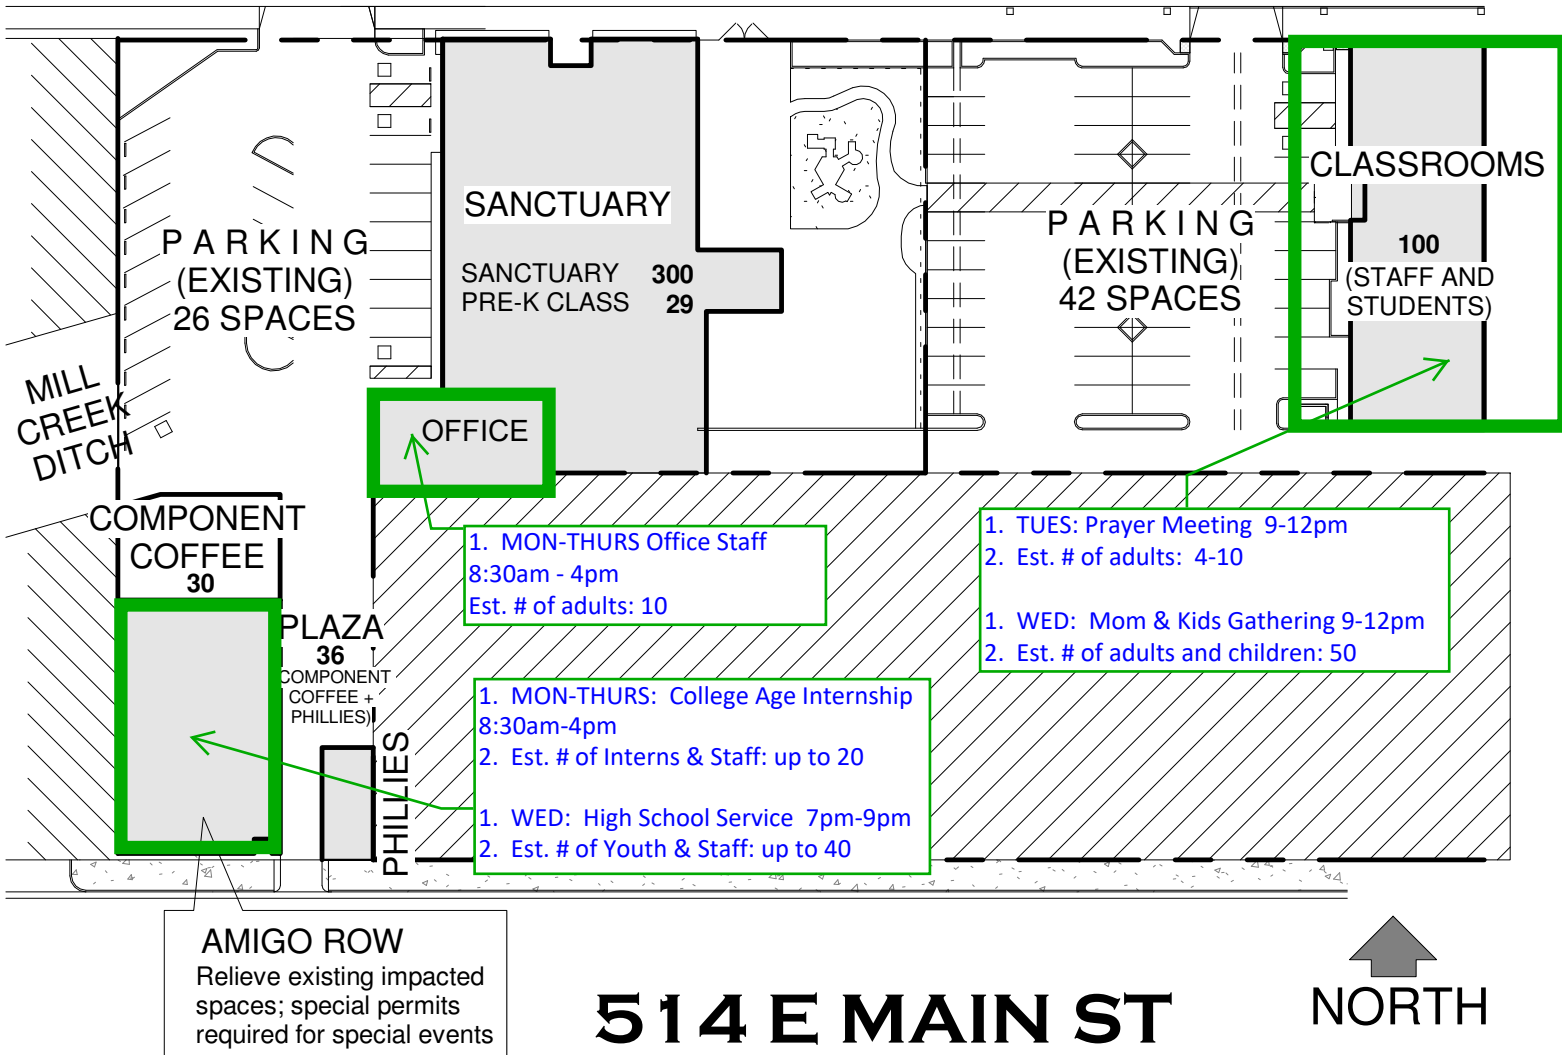 SANCTUARY
SANCTUARY 300
PRE-K CLASS 29
PARKING
(EXISTING)
26 SPACES
PARKING
(EXISTING)
42 SPACES
CLASSROOMS
100
(STAFF AND
STUDENTS)
MILL
CREEK
DITCH
OFFICE
COMPONENT
COFFEE
30
PLAZA
36
COMPONENT
COFFEE +
PHILLIES)
PHILLIES
1. MON-THURS Office Staff
8:30am - 4pm
Est. # of adults: 10
1. TUES: Prayer Meeting 9-12pm
2. Est. # of adults: 4-10
1. WED: Mom & Kids Gathering 9-12pm
2. Est. # of adults and children: 50
1. MON-THURS: College Age Internship
8:30am-4pm
2. Est. # of Interns & Staff: up to 20
1. WED: High School Service 7pm-9pm
2. Est. # of Youth & Staff: up to 40
AMIGO ROW
Relieve existing impacted
spaces; special permits
required for special events
514 E MAIN ST
NORTH